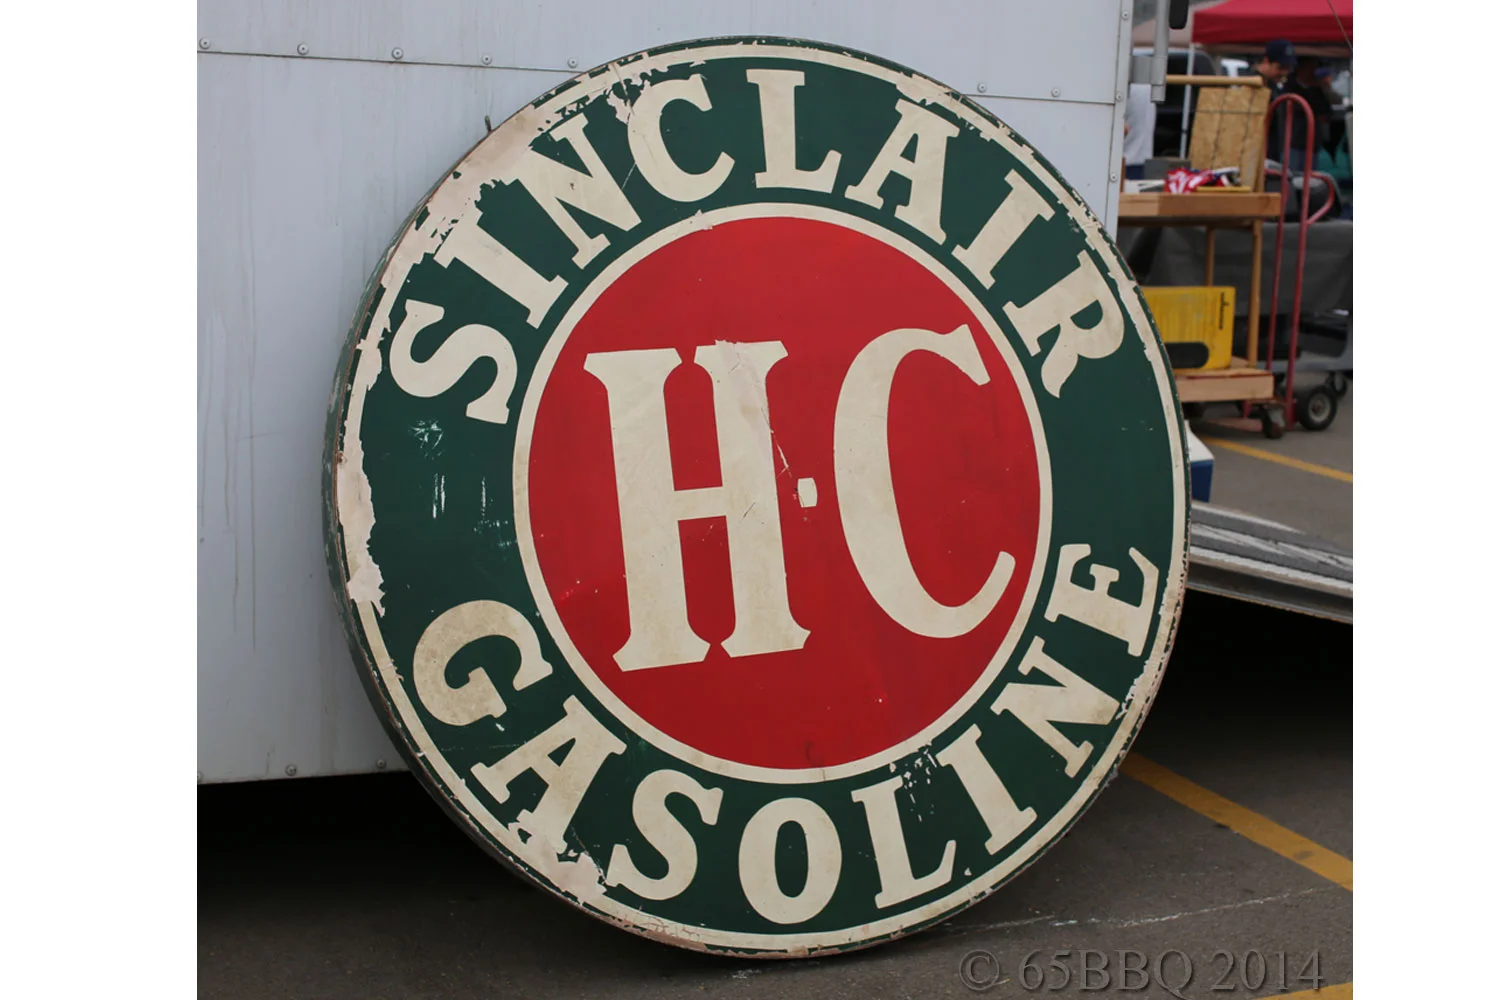 SINCLAIR
H·C
GASOLINE
© 65BBQ 2014